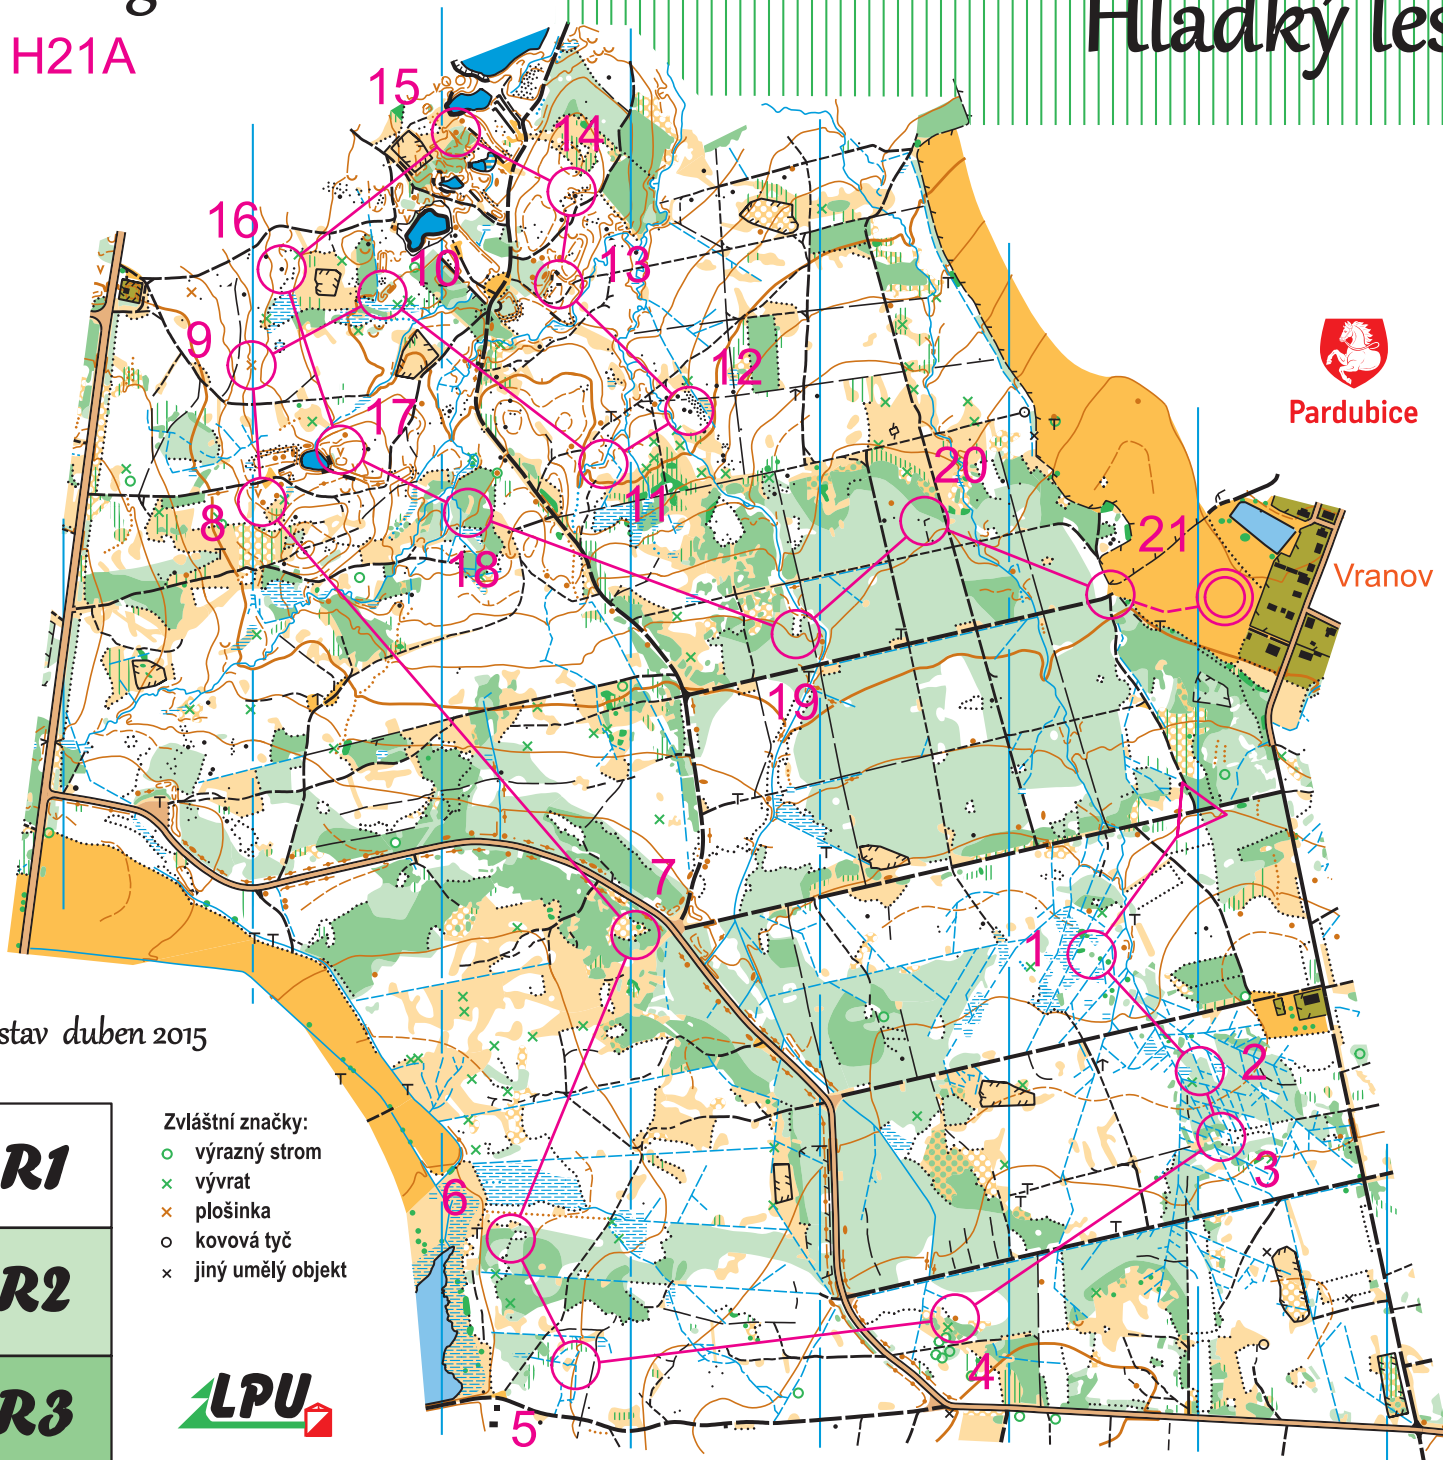 g
Hladký les
H21A
15
14
16
13
10
9
12
Pardubice
17
20
8
11
21
18
Vranov
19
7
1
stav duben 2015
2
R1
Zvláštní značky:
výrazný strom
vývrat
plošinka
kovová tyč
jiný umělý objekt
3
6
R2
4
LPU
R3
5